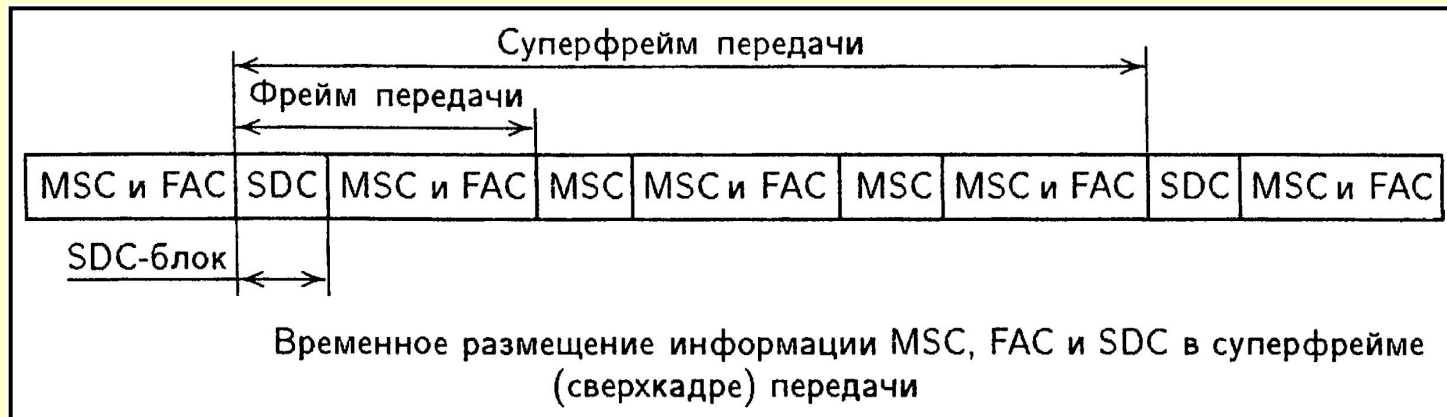 Суперфрейм передачи
Фрейм передачи
MSC и FAC SDC MSC и FAC MSC MSC и FAC MSC MSC и FAC SDC MSC и FAC
SDC-блок
Временное размещение информации MSC, FAC и SDC в суперфрейме
(сверхкадре) передачи